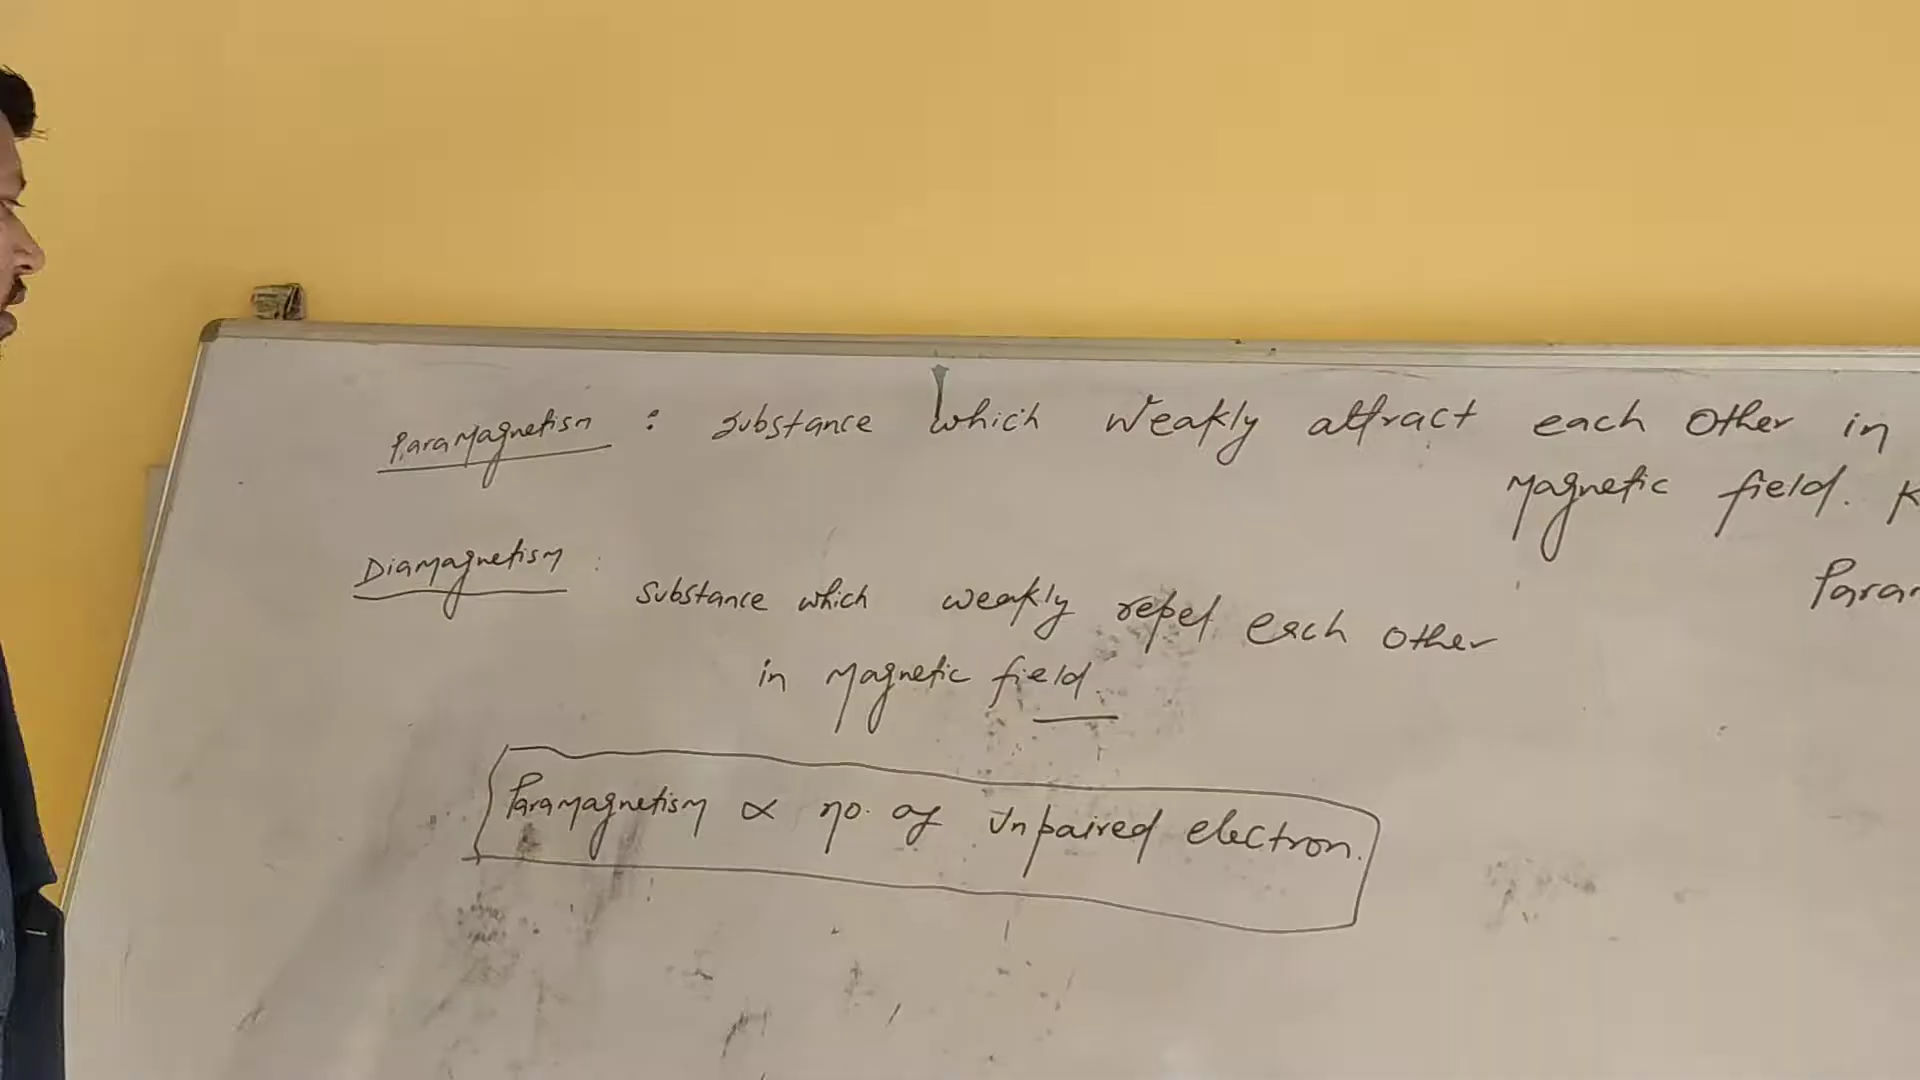 Paramagnetism : substance which weakly attract each other in
Magnetic field.
Diamagnetism :
substance which weakly repel each other
in Magnetic field.
Paramagnetism ∝ no. of Unpaired electron.